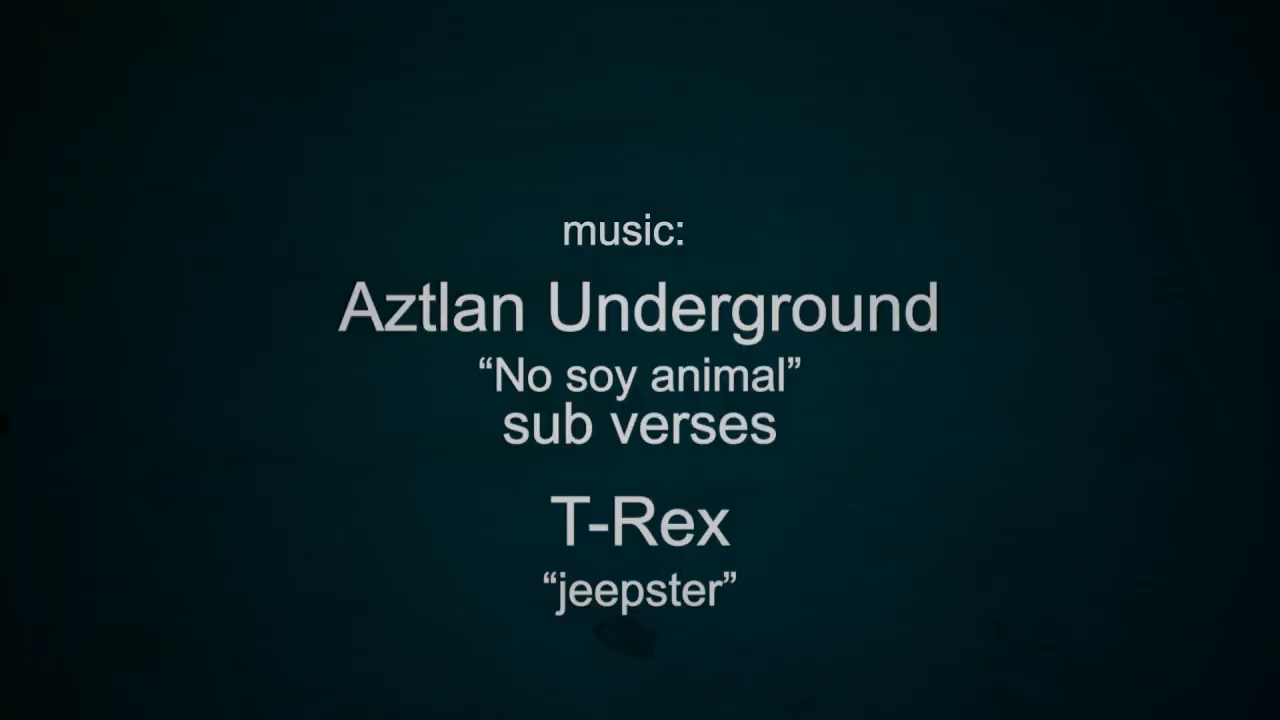 music:
Aztlan Underground
“No soy animal”
sub verses
T-Rex
“jeepster”